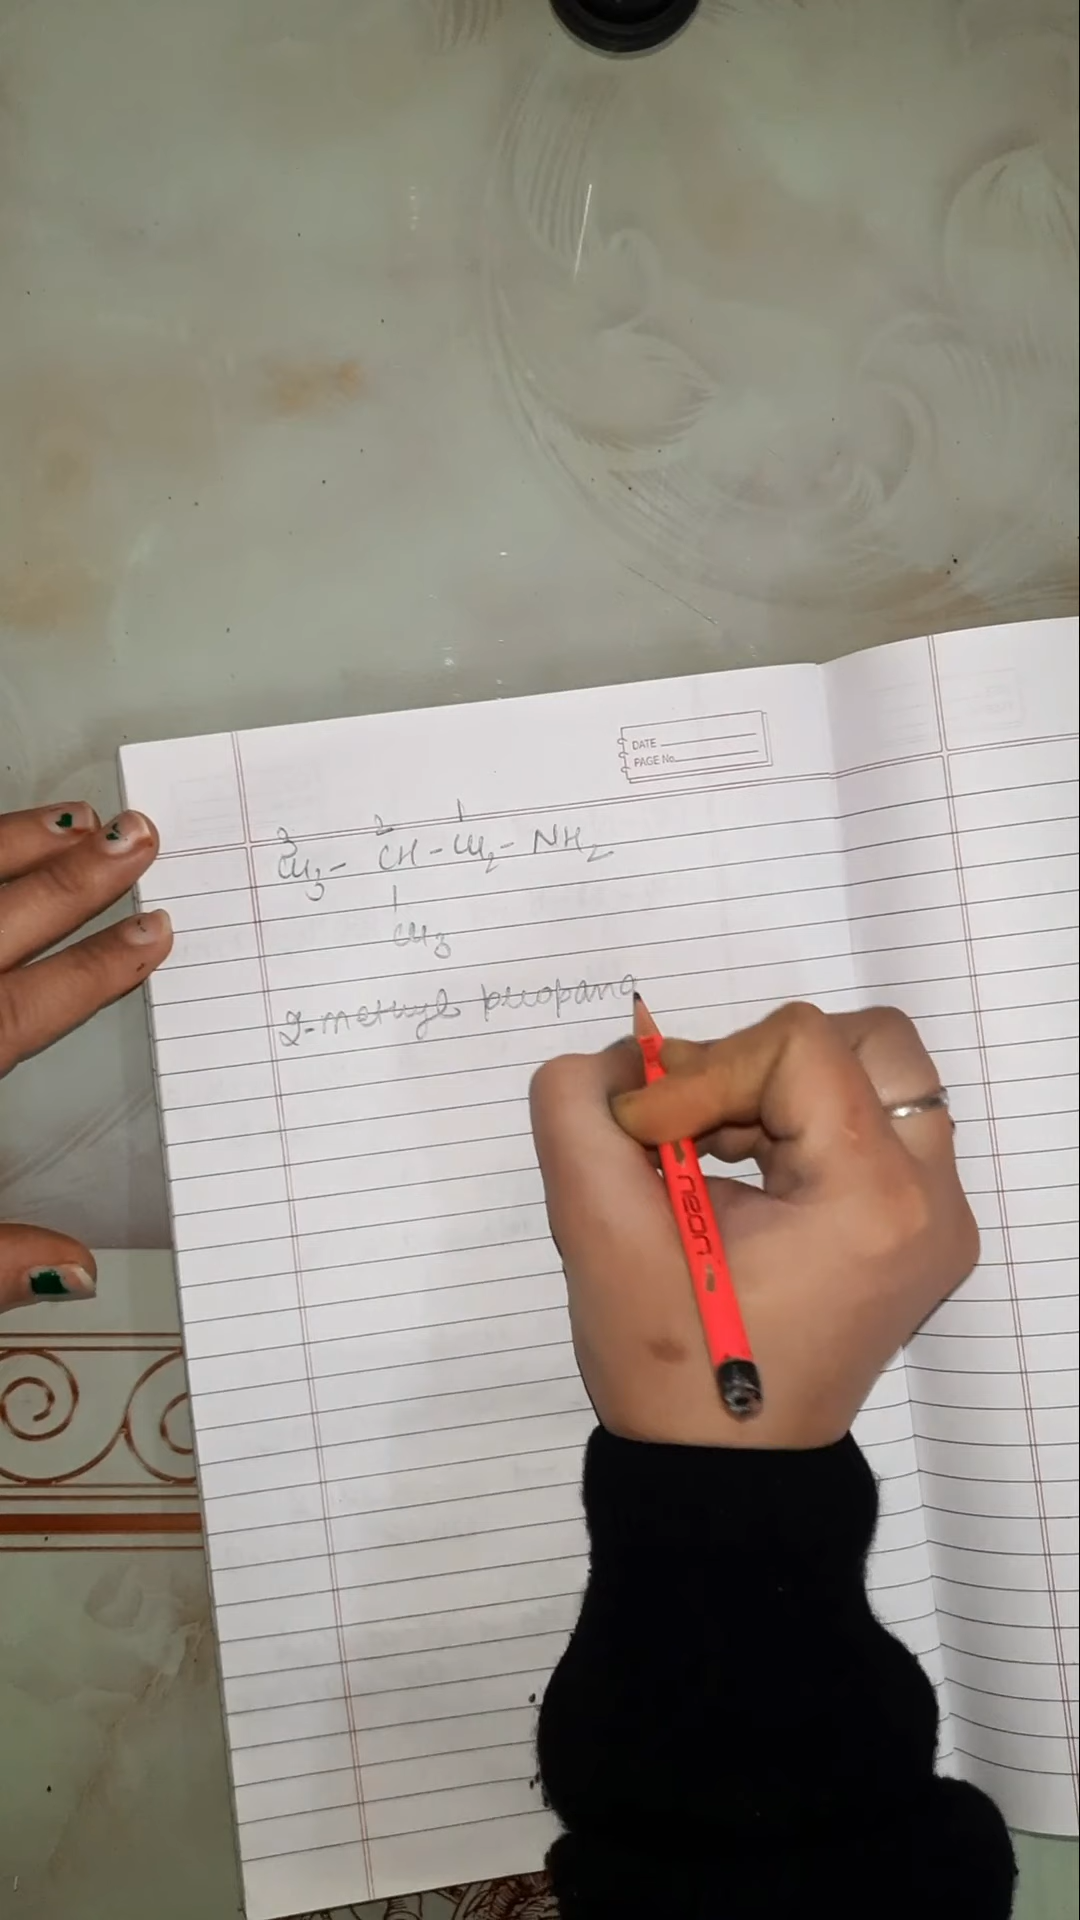 DATE
PAGE No.
3 2 1
CH3 - CH - CH2 - NH2
|
CH3
2-methyl propana
neon